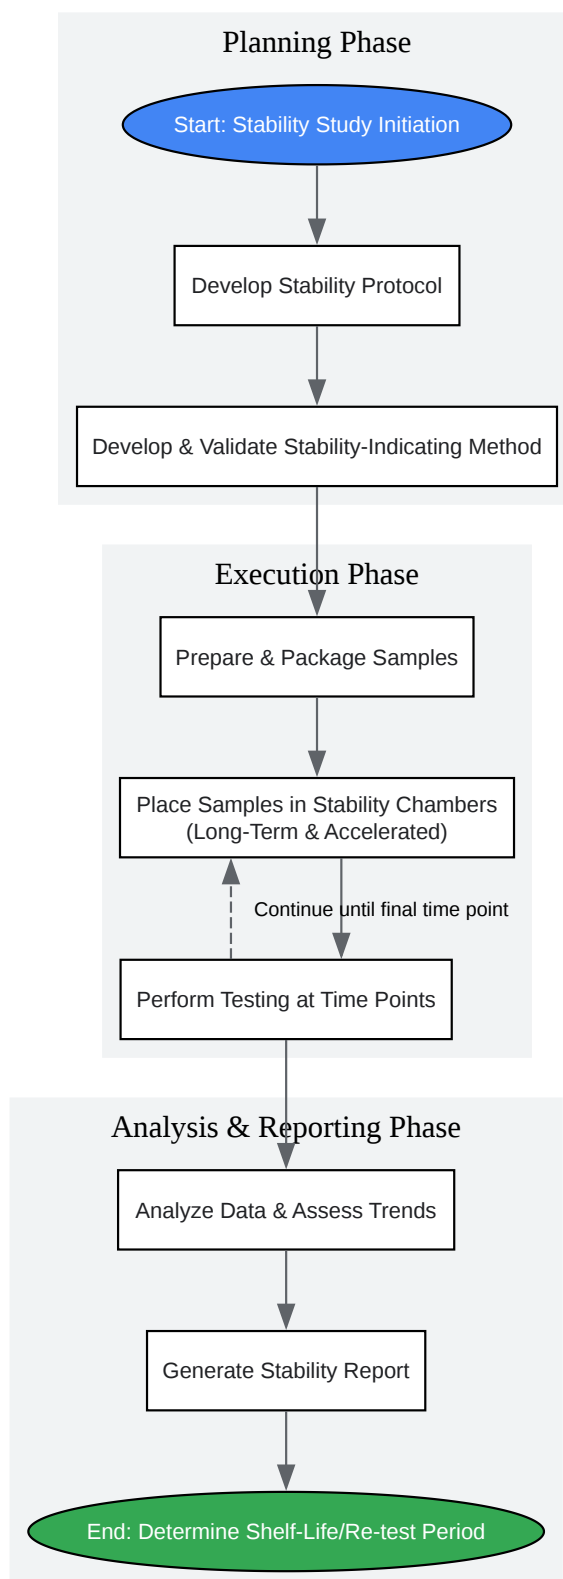 Planning Phase
Start: Stability Study Initiation
Develop Stability Protocol
Develop & Validate Stability-Indicating Method
Execution Phase
Prepare & Package Samples
Place Samples in Stability Chambers
(Long-Term & Accelerated)
Continue until final time point
Perform Testing at Time Points
Analysis & Reporting Phase
Analyze Data & Assess Trends
Generate Stability Report
End: Determine Shelf-Life/Re-test Period